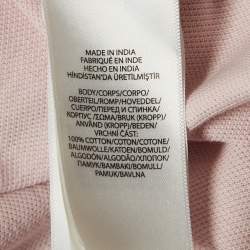 MADE IN INDIA
FABRIQUÉ EN INDE
HECHO EN INDIA
HİNDİSTAN'DA ÜRETİLMİŞTİR
BODY/CORPS/CORPO/
OBERTEIL/ROMP/HOVEDDEL/
CUERPO/ПЕРЕД И СПИНКА/
КОРПУС /ΣΩΜΑ/BRUK (KROPP)/
ANVÄND (KROPP)/BEDEN/
VRCHNÍ ČÁST:
100% COTTON/COTON/COTONE/
BAUMWOLLE/KATOEN/BOMULD/
ALGODÓN/ALGODÃO/ХЛОПОК/
ПАМУК/ΒΑΜΒΑΚΙ/BOMULL/
PAMUK/BAVLNA